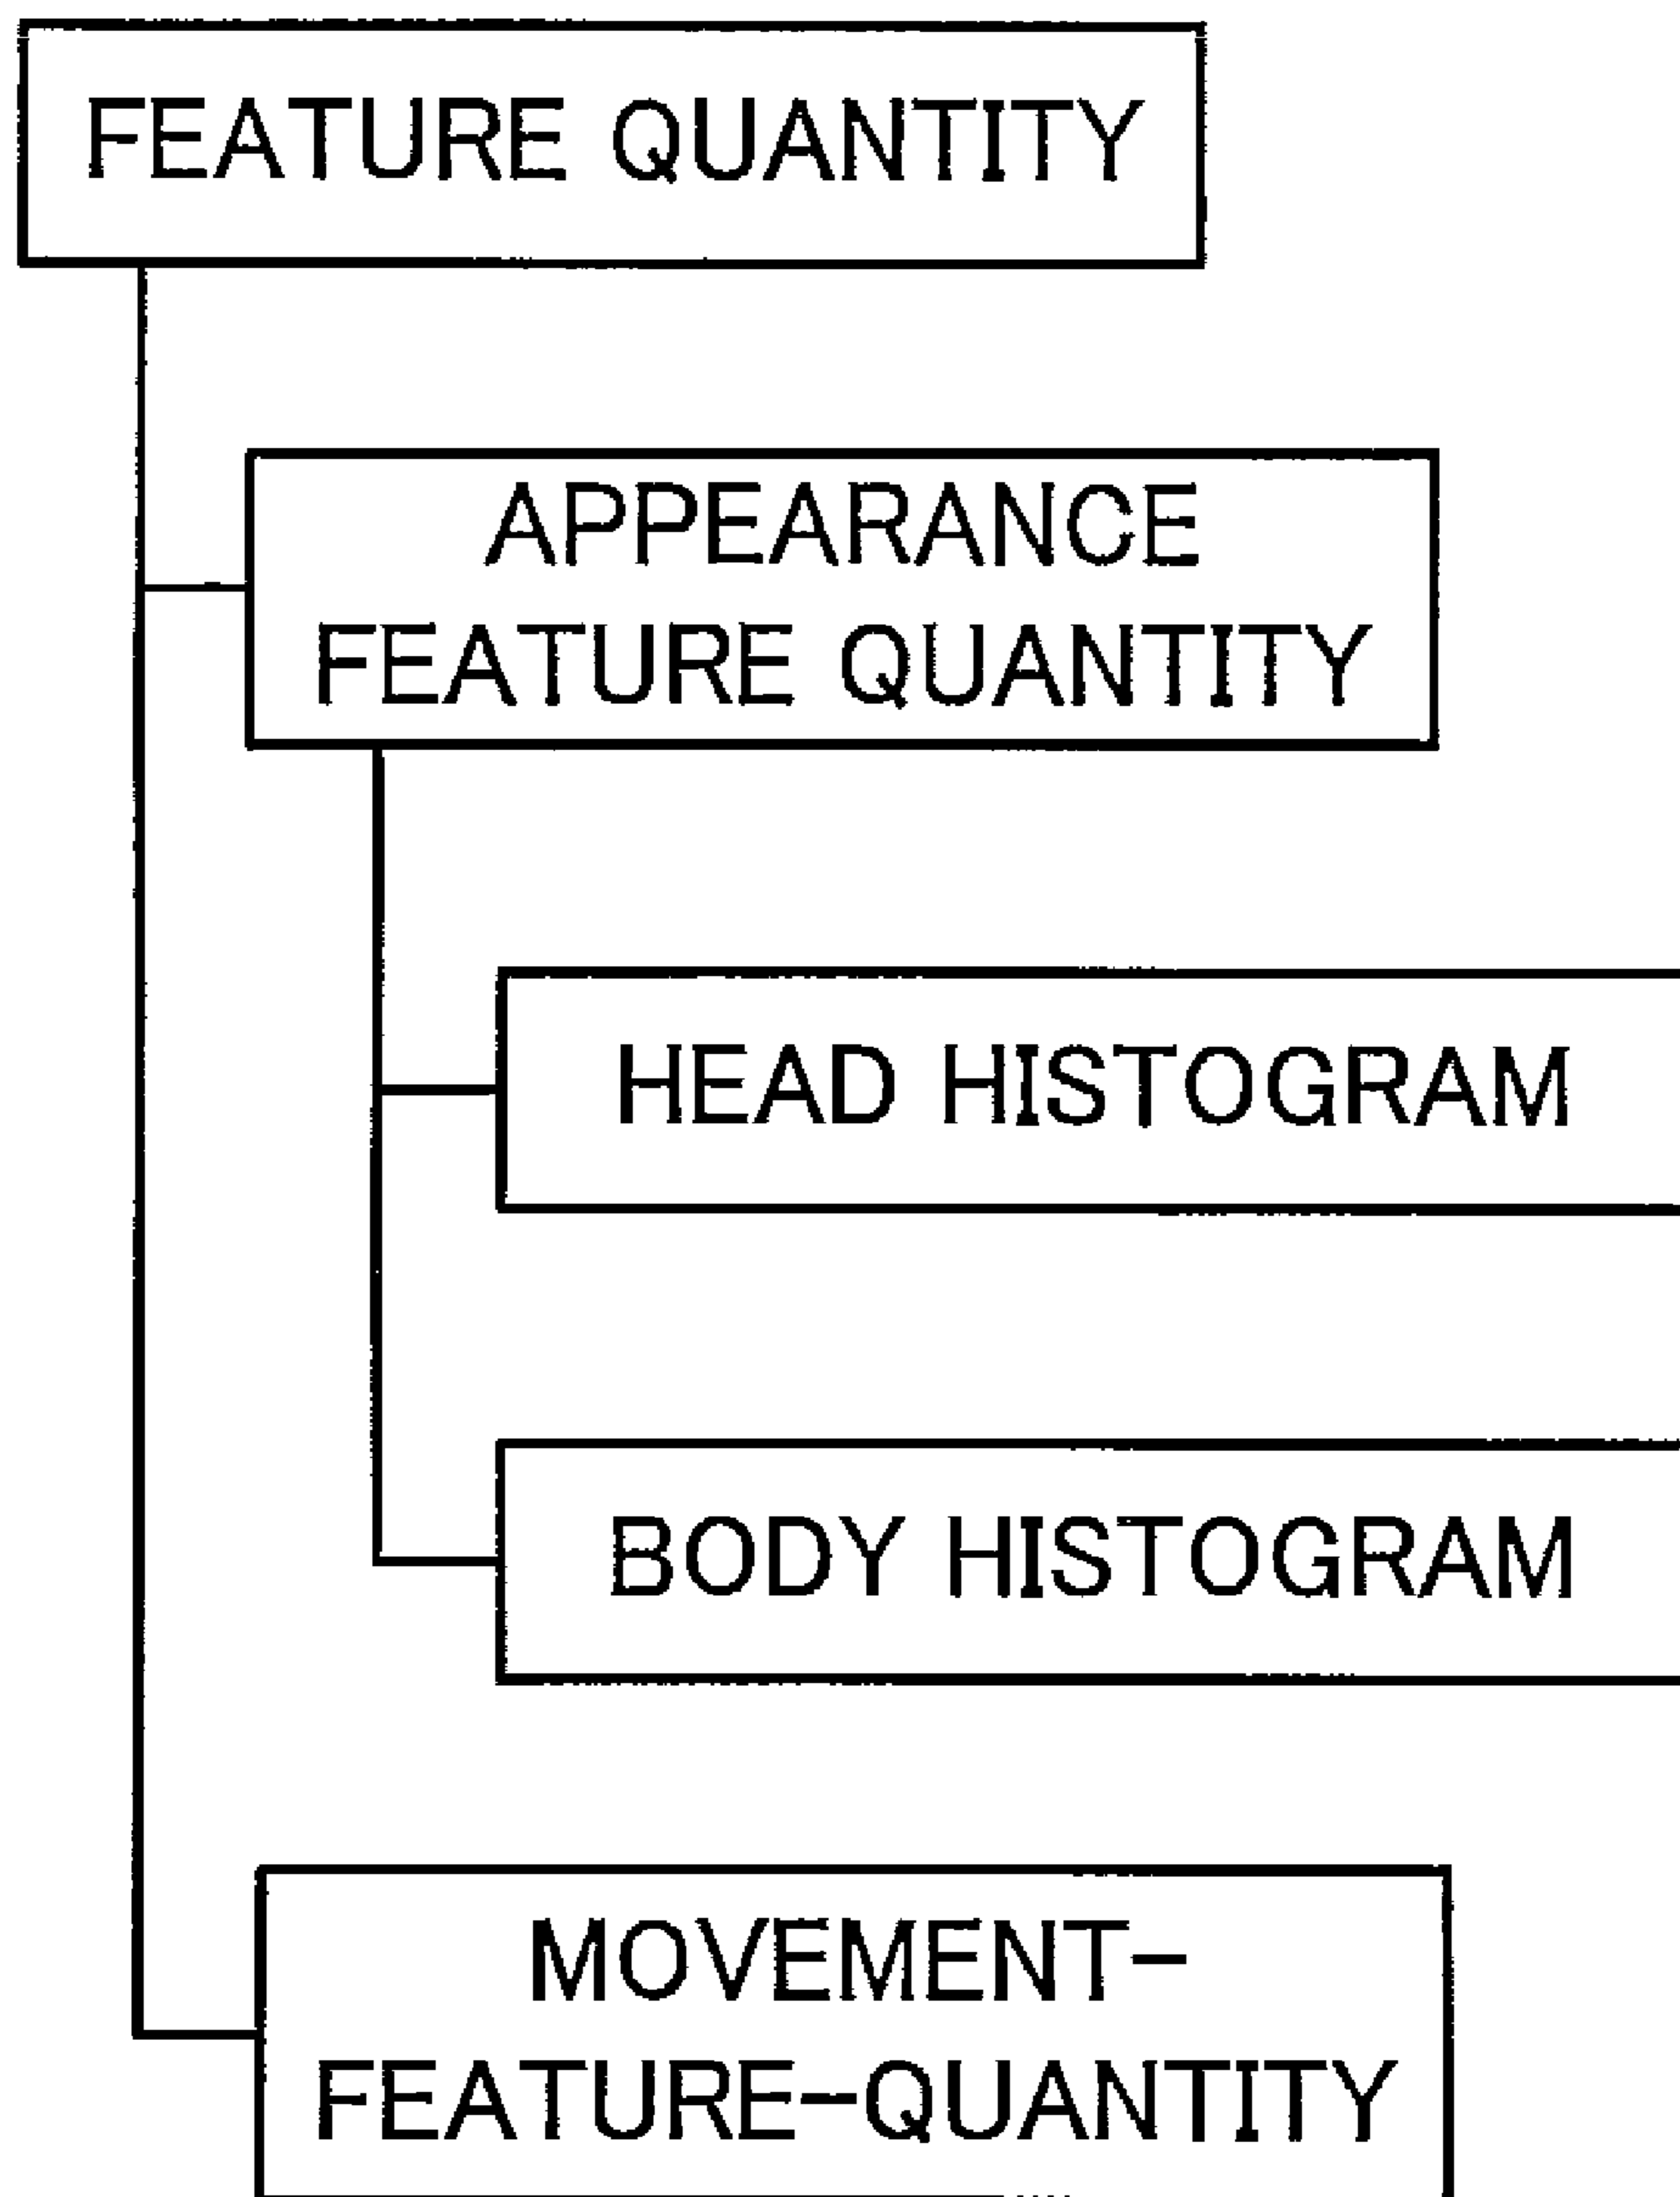 FEATURE QUANTITY
APPEARANCE
FEATURE QUANTITY
HEAD HISTOGRAM
BODY HISTOGRAM
MOVEMENT-
FEATURE-QUANTITY